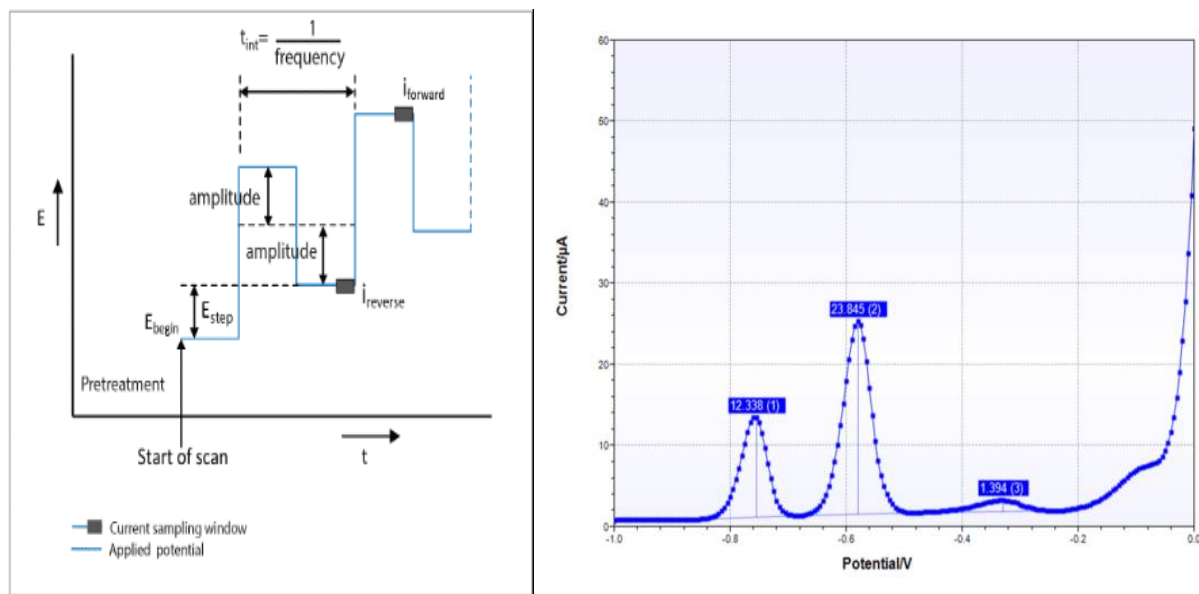 t_int= 1
frequency
i_forward
E
amplitude
amplitude
i_reverse
E_begin
E_step
Pretreatment
Start of scan
t
Current sampling window
Applied potential
60
50
40
30
20
10
0
Current/µA
12.338 (1)
23.845 (2)
1.394 (3)
-1.0 -0.8 -0.6 -0.4 -0.2 0.0
Potential/V